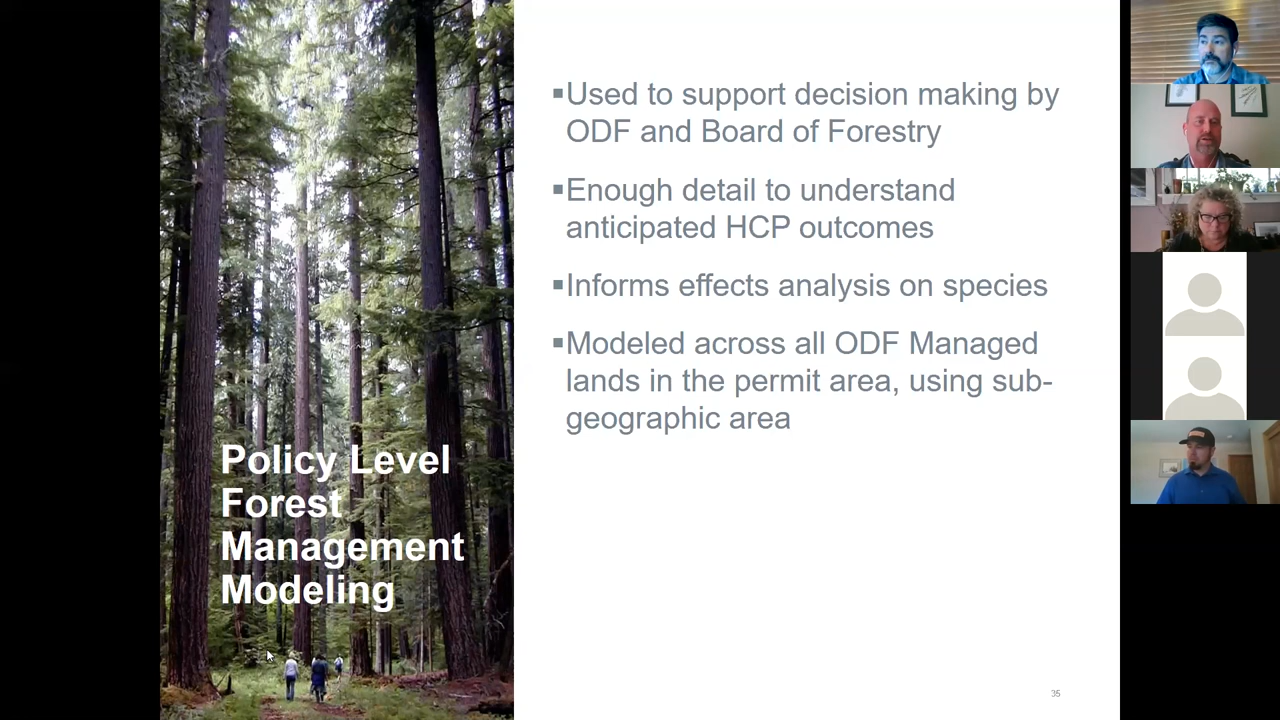 Policy Level
Forest
Management
Modeling
▪Used to support decision making by
ODF and Board of Forestry
▪Enough detail to understand
anticipated HCP outcomes
▪Informs effects analysis on species
▪Modeled across all ODF Managed
lands in the permit area, using sub-
geographic area
35